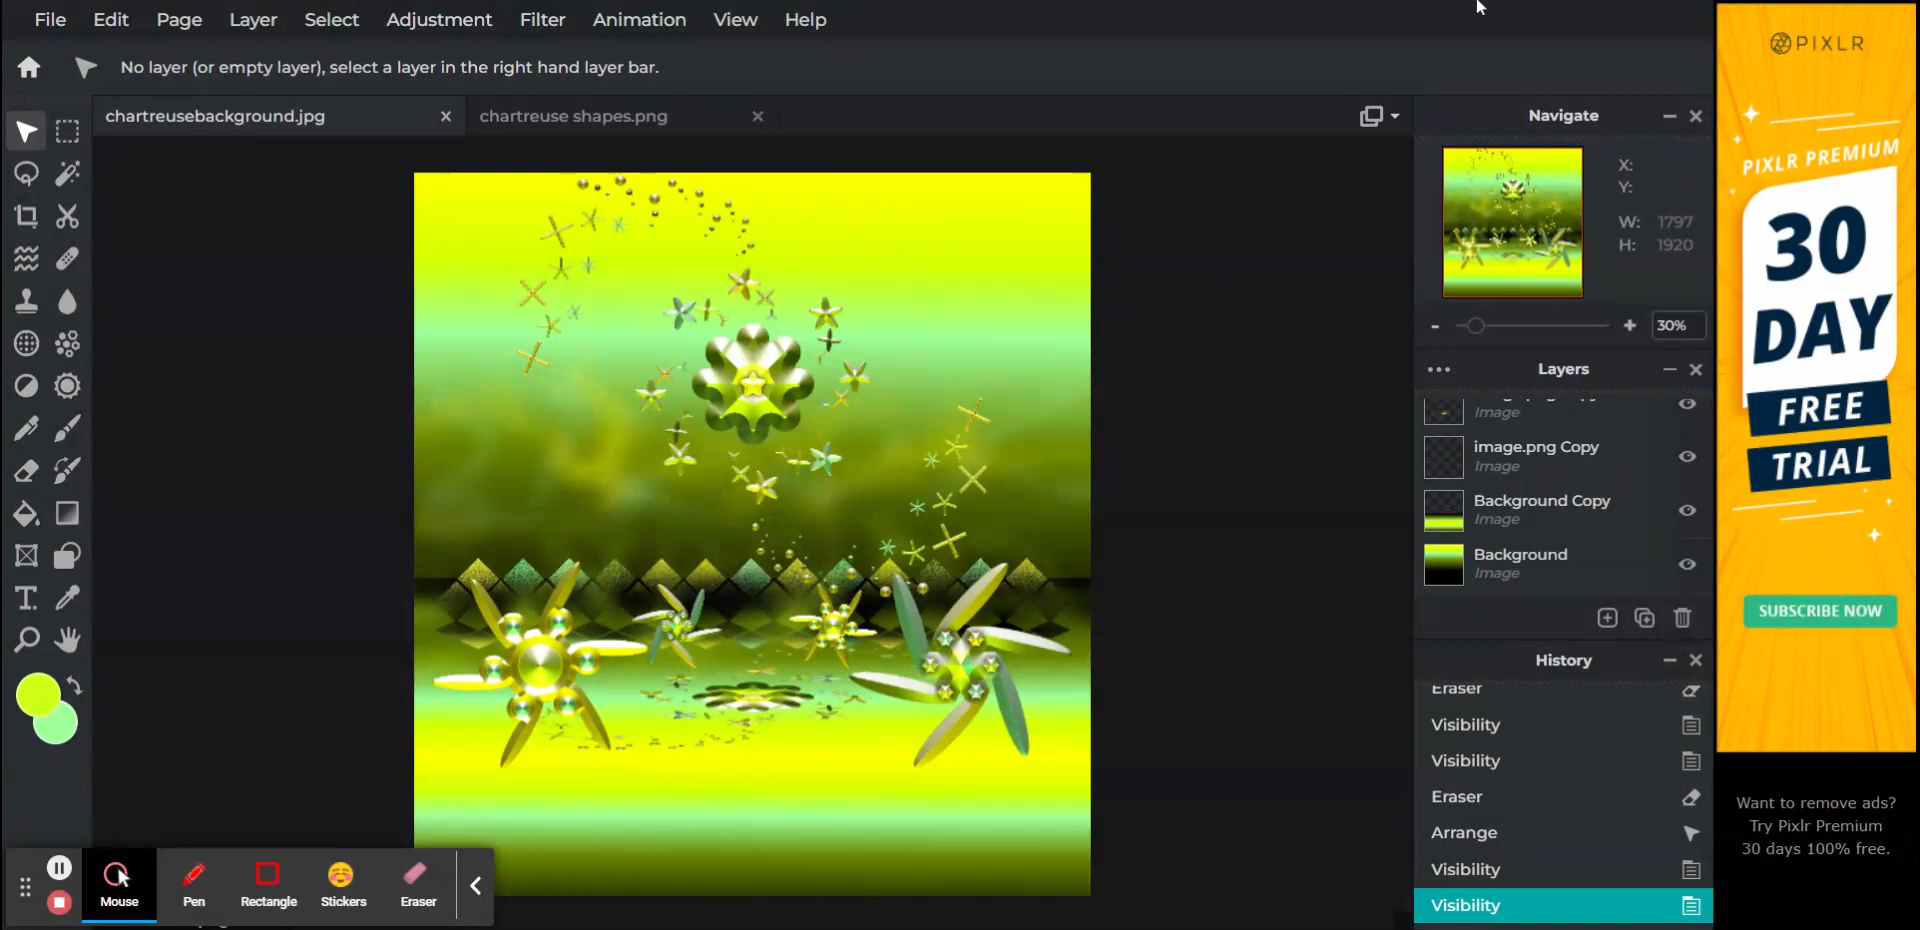 File Edit Page Layer Select Adjustment Filter Animation View Help
No layer (or empty layer), select a layer in the right hand layer bar.
chartreusebackground.jpg
chartreuse shapes.png
Navigate
X:
Y:
W: 1797
H: 1920
30%
Layers
Image
image.png Copy
Image
Background Copy
Image
Background
Image
History
Eraser
Visibility
Visibility
Eraser
Arrange
Visibility
Visibility
Mouse
Pen
Rectangle
Stickers
Eraser
PIXLR
PIXLR PREMIUM
30
DAY
FREE
TRIAL
SUBSCRIBE NOW
Want to remove ads?
Try Pixlr Premium
30 days 100% free.